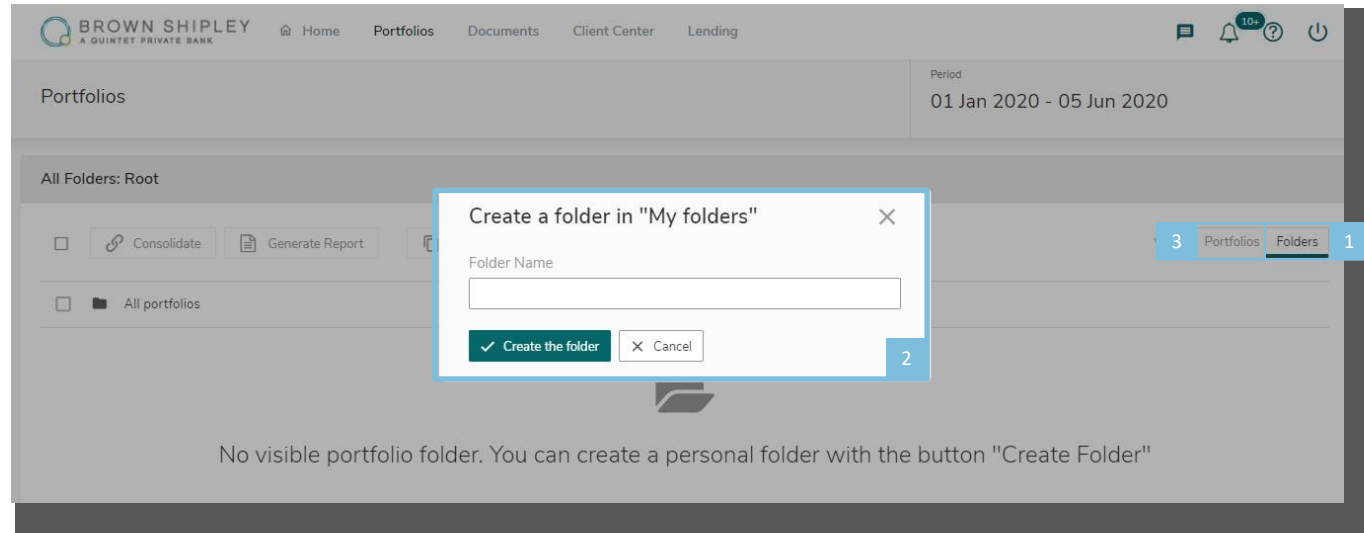 BROWN SHIPLEY
A QUINTET PRIVATE BANK
Home Portfolios Documents Client Center Lending
10+
Portfolios
Period
01 Jan 2020 - 05 Jun 2020
All Folders: Root
Create a folder in "My folders"
Consolidate Generate Report
3 Portfolios Folders 1
Folder Name
All portfolios
Create the folder Cancel
2
No visible portfolio folder. You can create a personal folder with the button "Create Folder"